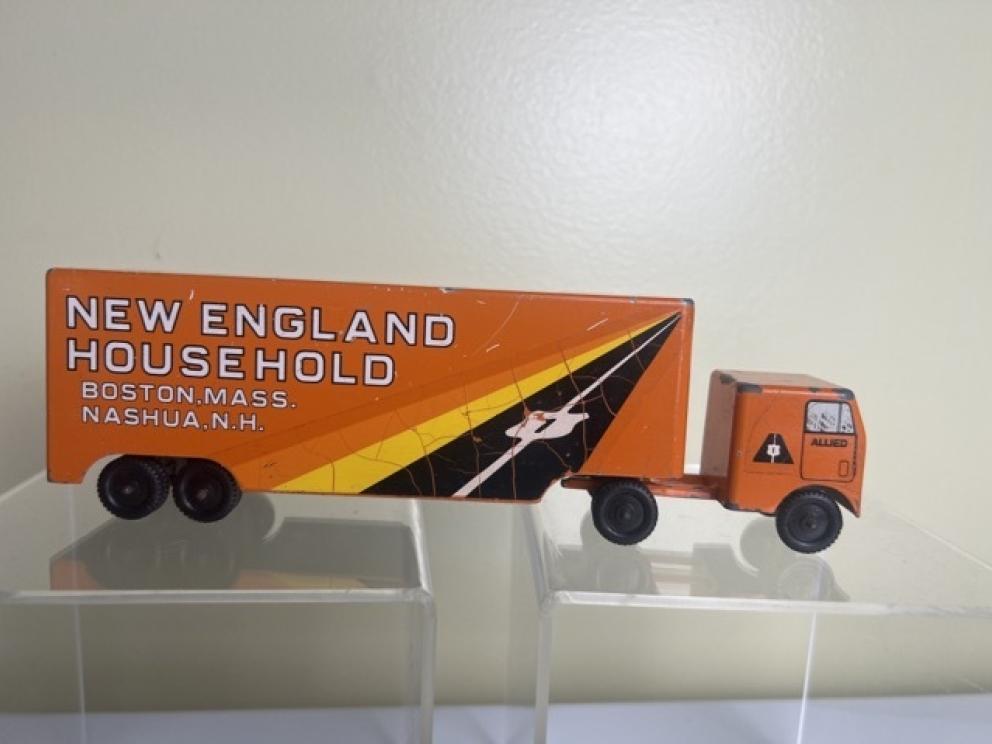 NEW ENGLAND
HOUSEHOLD
BOSTON, MASS.
NASHUA, N.H.
ALLIED